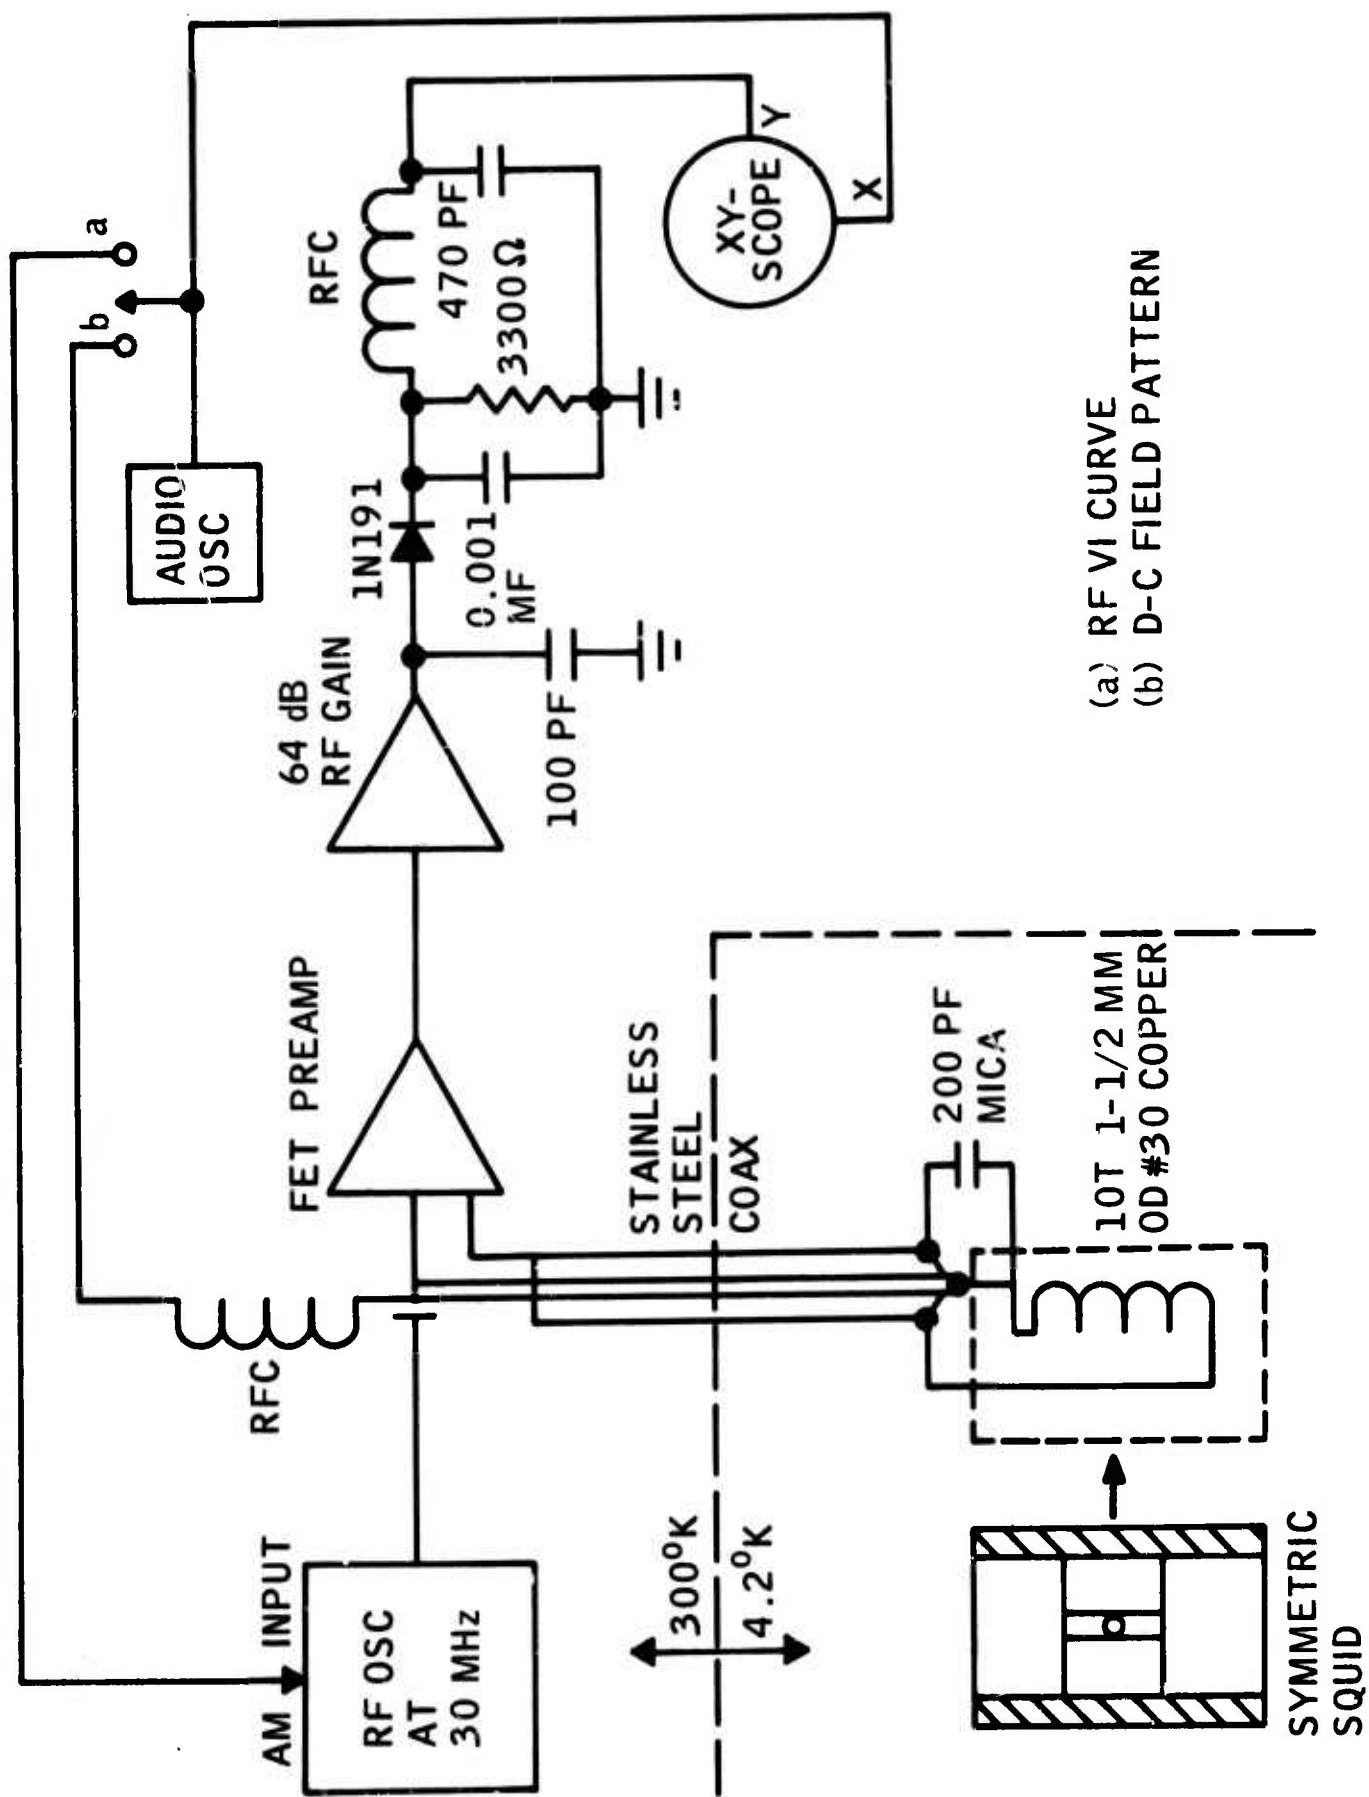 AUDIO
OSC
b
a
AM INPUT
RF OSC
AT
30 MHz
RFC
FET PREAMP
64 dB
RF GAIN
1N191
RFC
0.001
MF
3300Ω
470 PF
100 PF
XY-
SCOPE
Y
X
300°K
4.2°K
STAINLESS
STEEL
COAX
200 PF
MICA
10T 1-1/2 MM
OD#30 COPPER
SYMMETRIC
SQUID
(a) RF VI CURVE
(b) D-C FIELD PATTERN